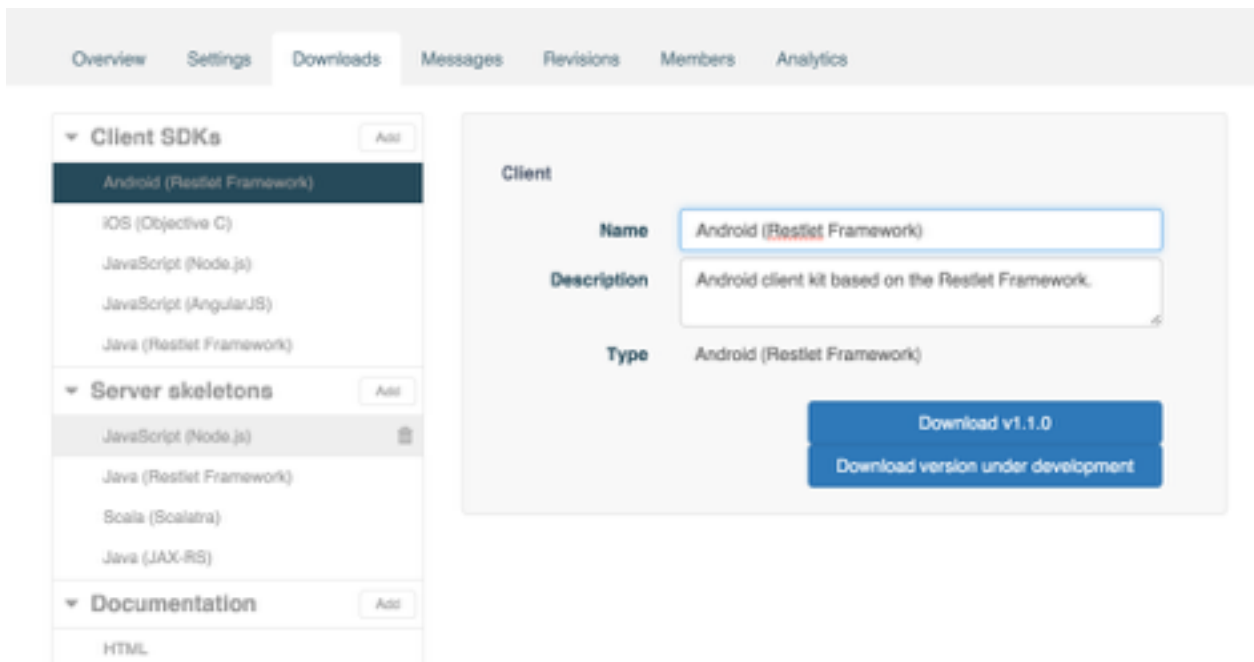 Overview Settings Downloads Messages Revisions Members Analytics
Client SDKs Add
Android (Restlet Framework)
iOS (Objective C)
JavaScript (Node.js)
JavaScript (AngularJS)
Java (Restlet Framework)
Server skeletons Add
JavaScript (Node.js)
Java (Restlet Framework)
Scala (Scalatra)
Java (JAX-RS)
Documentation Add
HTML
Client
Name Android (Restlet Framework)
Description Android client kit based on the Restlet Framework.
Type Android (Restlet Framework)
Download v1.1.0
Download version under development